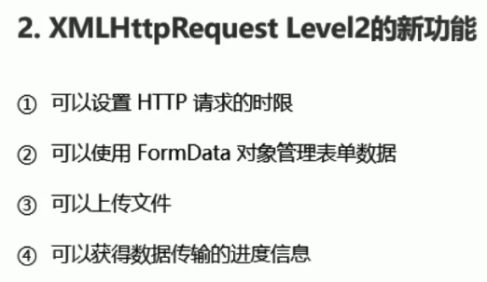 2. XMLHttpRequest Level2的新功能
① 可以设置 HTTP 请求的时限
② 可以使用 FormData 对象管理表单数据
③ 可以上传文件
④ 可以获得数据传输的进度信息